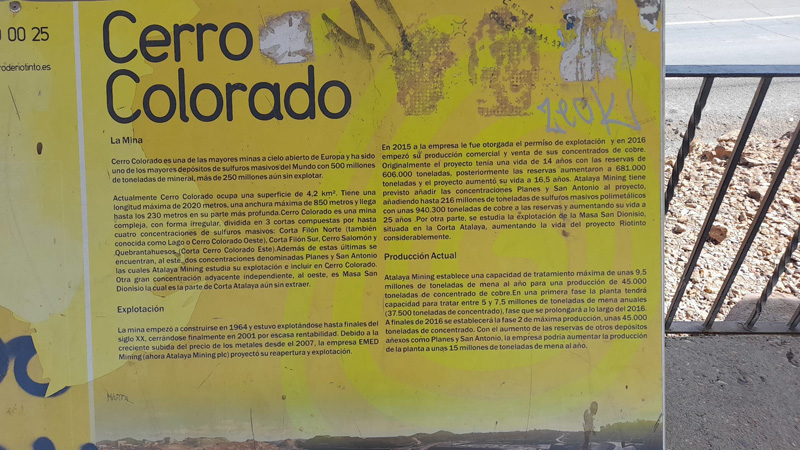 0 00 25
oderiotinto.es
Cerro
Colorado
La Mina
Cerro Colorado es una de las mayores minas a cielo abierto de Europa y ha sido
uno de los mayores depósitos de sulfuros masivos del Mundo con 500 millones
de toneladas de mineral, más de 250 millones aún sin explotar.
Actualmente Cerro Colorado ocupa una superficie de 4,2 km². Tiene una
longitud máxima de 2020 metros, una anchura máxima de 850 metros y llega
hasta los 230 metros en su parte más profunda.Cerro Colorado es una mina
compleja, con forma irregular, dividida en 3 cortas compuestas por hasta
cuatro concentraciones de sulfuros masivos: Corta Filón Norte (también
conocida como Lago o Cerro Colorado Oeste), Corta Filón Sur, Cerro Salomón y
Quebrantahuesos (Corta Cerro Colorado Este).Además de estas últimas se
encuentran, al este, dos concentraciones denominadas Planes y San Antonio
las cuales Atalaya Mining estudia su explotación e incluir en Cerro Colorado.
Otra gran concentración adyacente independiente, al oeste, es Masa San
Dionisio la cual es la parte de Corta Atalaya aún sin extraer.
Explotación
La mina empezó a construirse en 1964 y estuvo explotándose hasta finales del
siglo XX, cerrándose finalmente en 2001 por escasa rentabilidad. Debido a la
creciente subida del precio de los metales desde el 2007, la empresa EMED
Mining (ahora Atalaya Mining plc) proyectó su reapertura y explotación.
En 2015 a la empresa le fue otorgada el permiso de explotación y en 2016
empezó su producción comercial y venta de sus concentrados de cobre.
Originalmente el proyecto tenía una vida de 14 años con las reservas de
606.000 toneladas, posteriormente las reservas aumentaron a 681.000
toneladas y el proyecto aumentó su vida a 16,5 años. Atalaya Mining tiene
previsto añadir las concentraciones Planes y San Antonio al proyecto,
añadiendo hasta 216 millones de toneladas de sulfuros masivos polimetálicos
con unas 940.300 toneladas de cobre a las reservas y aumentando su vida a
25 años. Por otra parte, se estudia la explotación de la Masa San Dionisio,
situada en la Corta Atalaya, aumentando la vida del proyecto Riotinto
considerablemente.
Producción Actual
Atalaya Mining establece una capacidad de tratamiento máxima de unas 9,5
millones de toneladas de mena al año para una producción de 45.000
toneladas de concentrado de cobre.En una primera fase la planta tendrá
capacidad para tratar entre 5 y 7,5 millones de toneladas de mena anuales
(37.500 toneladas de concentrado), fase que se prolongará a lo largo del 2016.
A finales de 2016 se establecerá la fase 2 de máxima producción, unas 45.000
toneladas de concentrado. Con el aumento de las reservas de otros depósitos
anexos como Planes y San Antonio, la empresa podría aumentar la producción
de la planta a unas 15 millones de toneladas de mena al año.